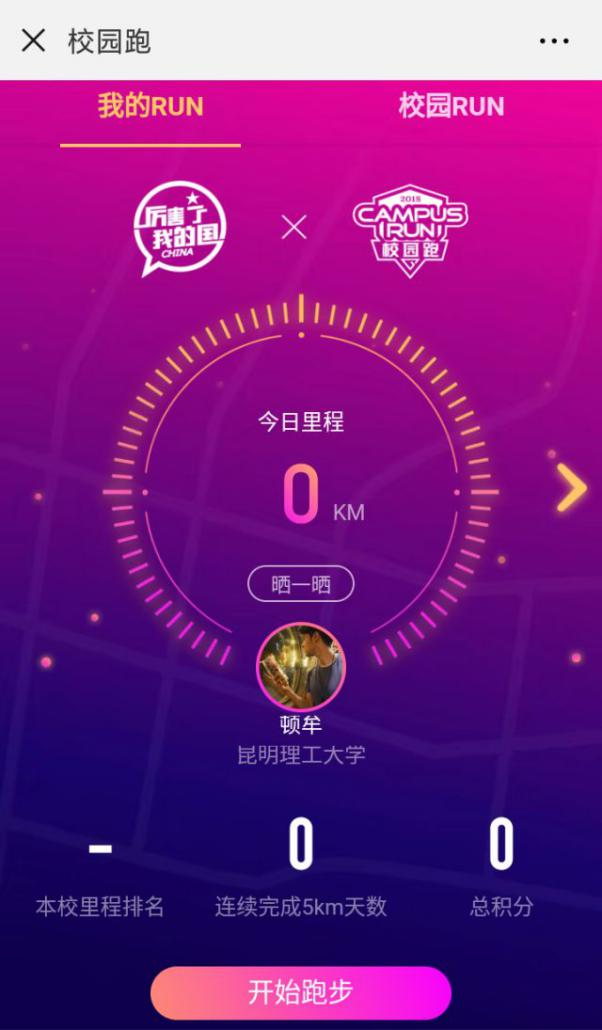 校园跑
我的RUN
校园RUN
厉害了
我的国
CHINA
2018
CAMPUS
RUN
校园跑
今日里程
0 KM
晒一晒
顿牟
昆明理工大学
- 0 0
本校里程排名 连续完成5km天数 总积分
开始跑步